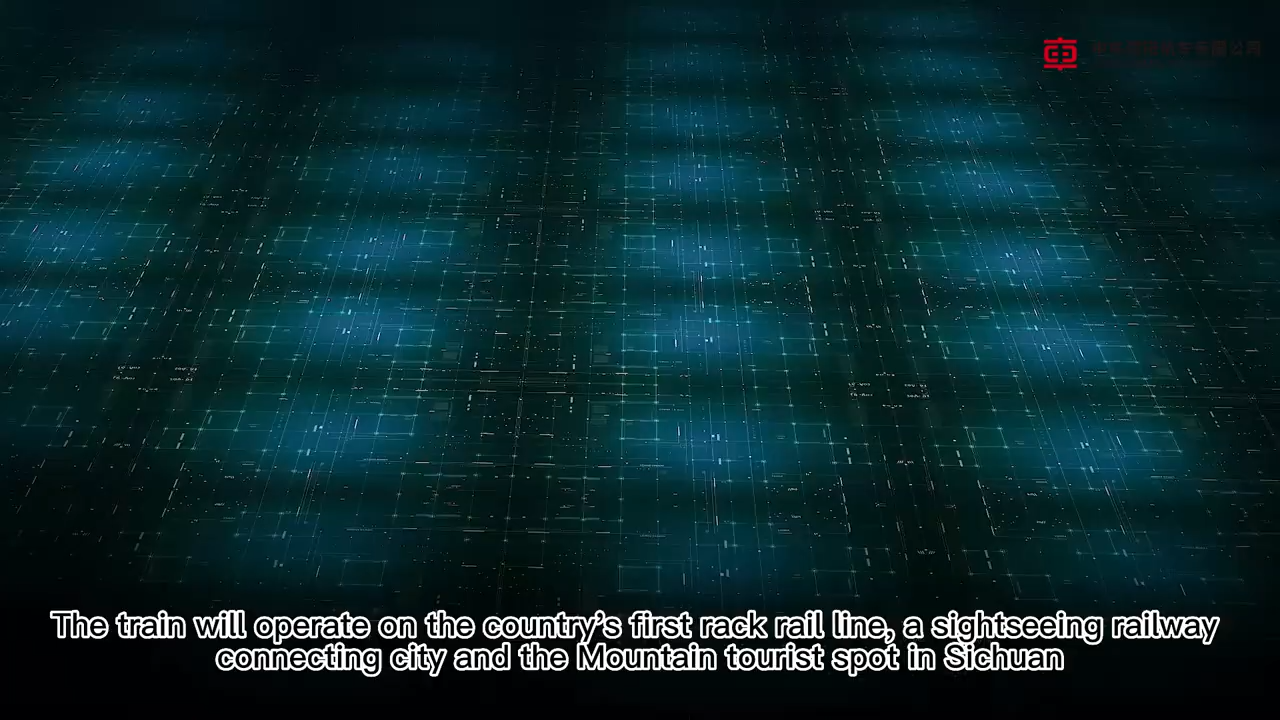 The train will operate on the country's first rack rail line, a sightseeing railway
connecting city and the Mountain tourist spot in Sichuan